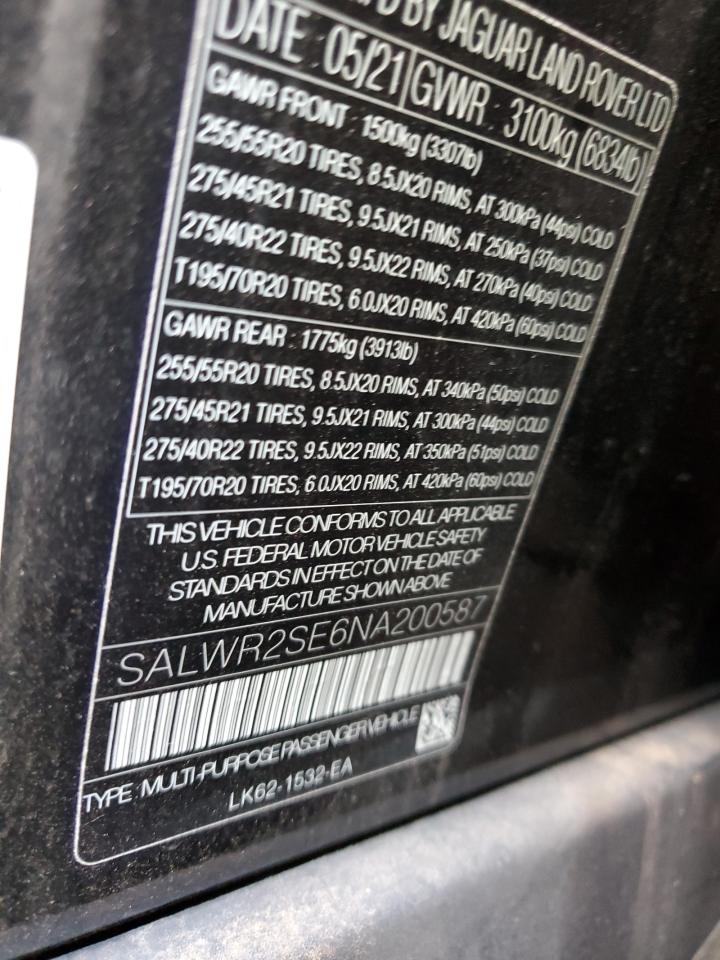 BY JAGUAR LAND ROVER LTD
DATE 05/21 GVWR : 3100kg (6834lb)
GAWR FRONT : 1500kg (3307lb)
255/55R20 TIRES, 8.5JX20 RIMS, AT 300kPa (44psi) COLD
275/45R21 TIRES, 9.5JX21 RIMS, AT 250kPa (37psi) COLD
275/40R22 TIRES, 9.5JX22 RIMS, AT 270kPa (40psi) COLD
T195/70R20 TIRES, 6.0JX20 RIMS, AT 420kPa (60psi) COLD
GAWR REAR : 1775kg (3913lb)
255/55R20 TIRES, 8.5JX20 RIMS, AT 340kPa (50psi) COLD
275/45R21 TIRES, 9.5JX21 RIMS, AT 300kPa (44psi) COLD
275/40R22 TIRES, 9.5JX22 RIMS, AT 350kPa (51psi) COLD
T195/70R20 TIRES, 6.0JX20 RIMS, AT 420kPa (60psi) COLD
THIS VEHICLE CONFORMS TO ALL APPLICABLE
U.S. FEDERAL MOTOR VEHICLE SAFETY
STANDARDS IN EFFECT ON THE DATE OF
MANUFACTURE SHOWN ABOVE
SALWR2SE6NA200587
TYPE : MULTI-PURPOSE PASSENGER VEHICLE
LK62-1532-EA